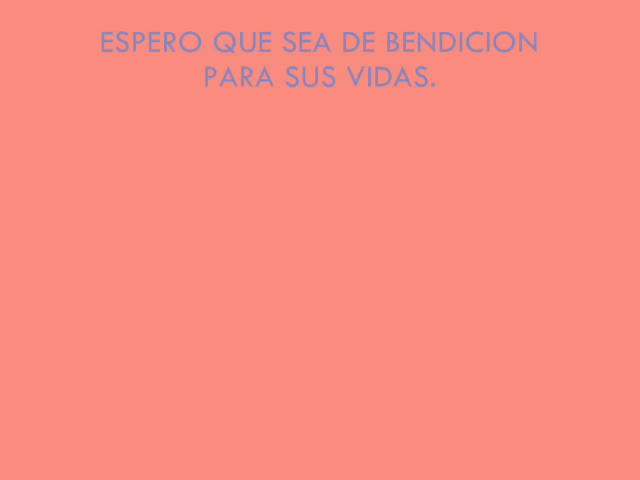 ESPERO QUE SEA DE BENDICION
PARA SUS VIDAS.